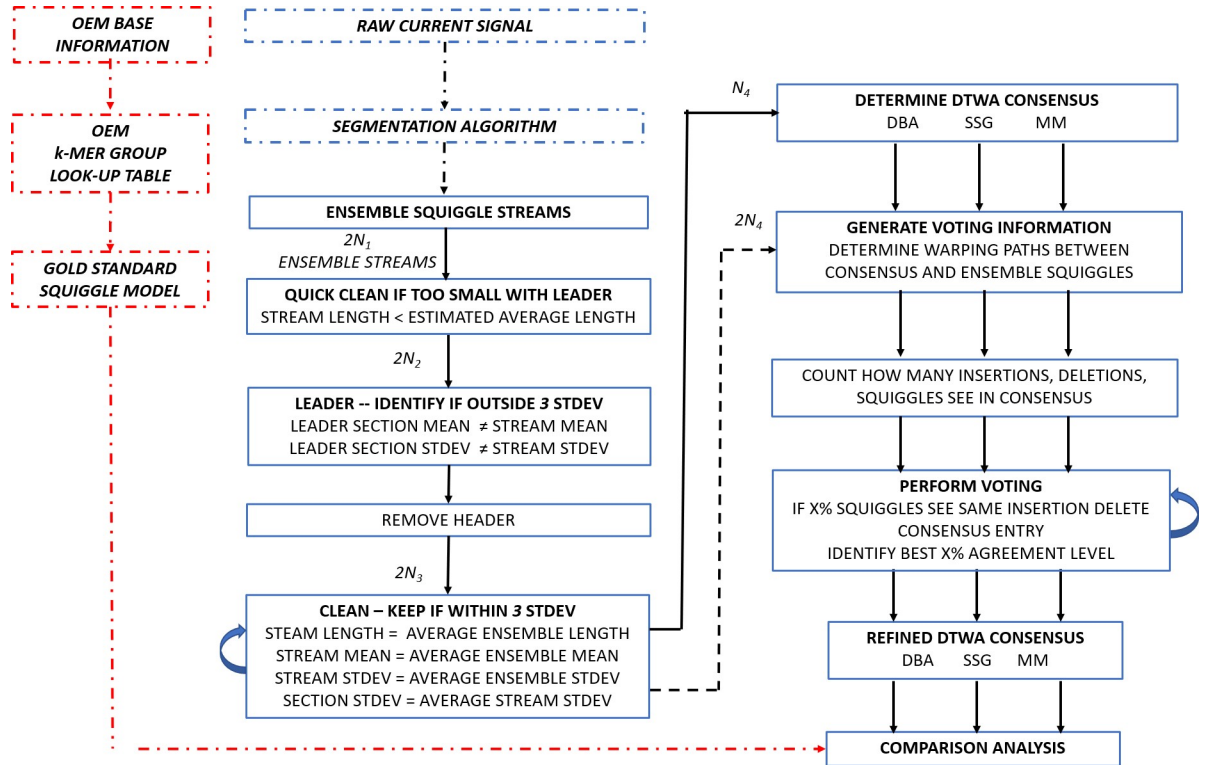 OEM BASE
INFORMATION
OEM
k-MER GROUP
LOOK-UP TABLE
GOLD STANDARD
SQUIGGLE MODEL
RAW CURRENT SIGNAL
SEGMENTATION ALGORITHM
ENSEMBLE SQUIGGLE STREAMS
2N1
ENSEMBLE STREAMS
QUICK CLEAN IF TOO SMALL WITH LEADER
STREAM LENGTH < ESTIMATED AVERAGE LENGTH
2N2
LEADER -- IDENTIFY IF OUTSIDE 3 STDEV
LEADER SECTION MEAN ≠ STREAM MEAN
LEADER SECTION STDEV ≠ STREAM STDEV
REMOVE HEADER
2N3
CLEAN – KEEP IF WITHIN 3 STDEV
STEAM LENGTH = AVERAGE ENSEMBLE LENGTH
STREAM MEAN = AVERAGE ENSEMBLE MEAN
STREAM STDEV = AVERAGE ENSEMBLE STDEV
SECTION STDEV = AVERAGE STREAM STDEV
N4
DETERMINE DTWA CONSENSUS
DBA SSG MM
2N4
GENERATE VOTING INFORMATION
DETERMINE WARPING PATHS BETWEEN
CONSENSUS AND ENSEMBLE SQUIGGLES
COUNT HOW MANY INSERTIONS, DELETIONS,
SQUIGGLES SEE IN CONSENSUS
PERFORM VOTING
IF X% SQUIGGLES SEE SAME INSERTION DELETE
CONSENSUS ENTRY
IDENTIFY BEST X% AGREEMENT LEVEL
REFINED DTWA CONSENSUS
DBA SSG MM
COMPARISON ANALYSIS